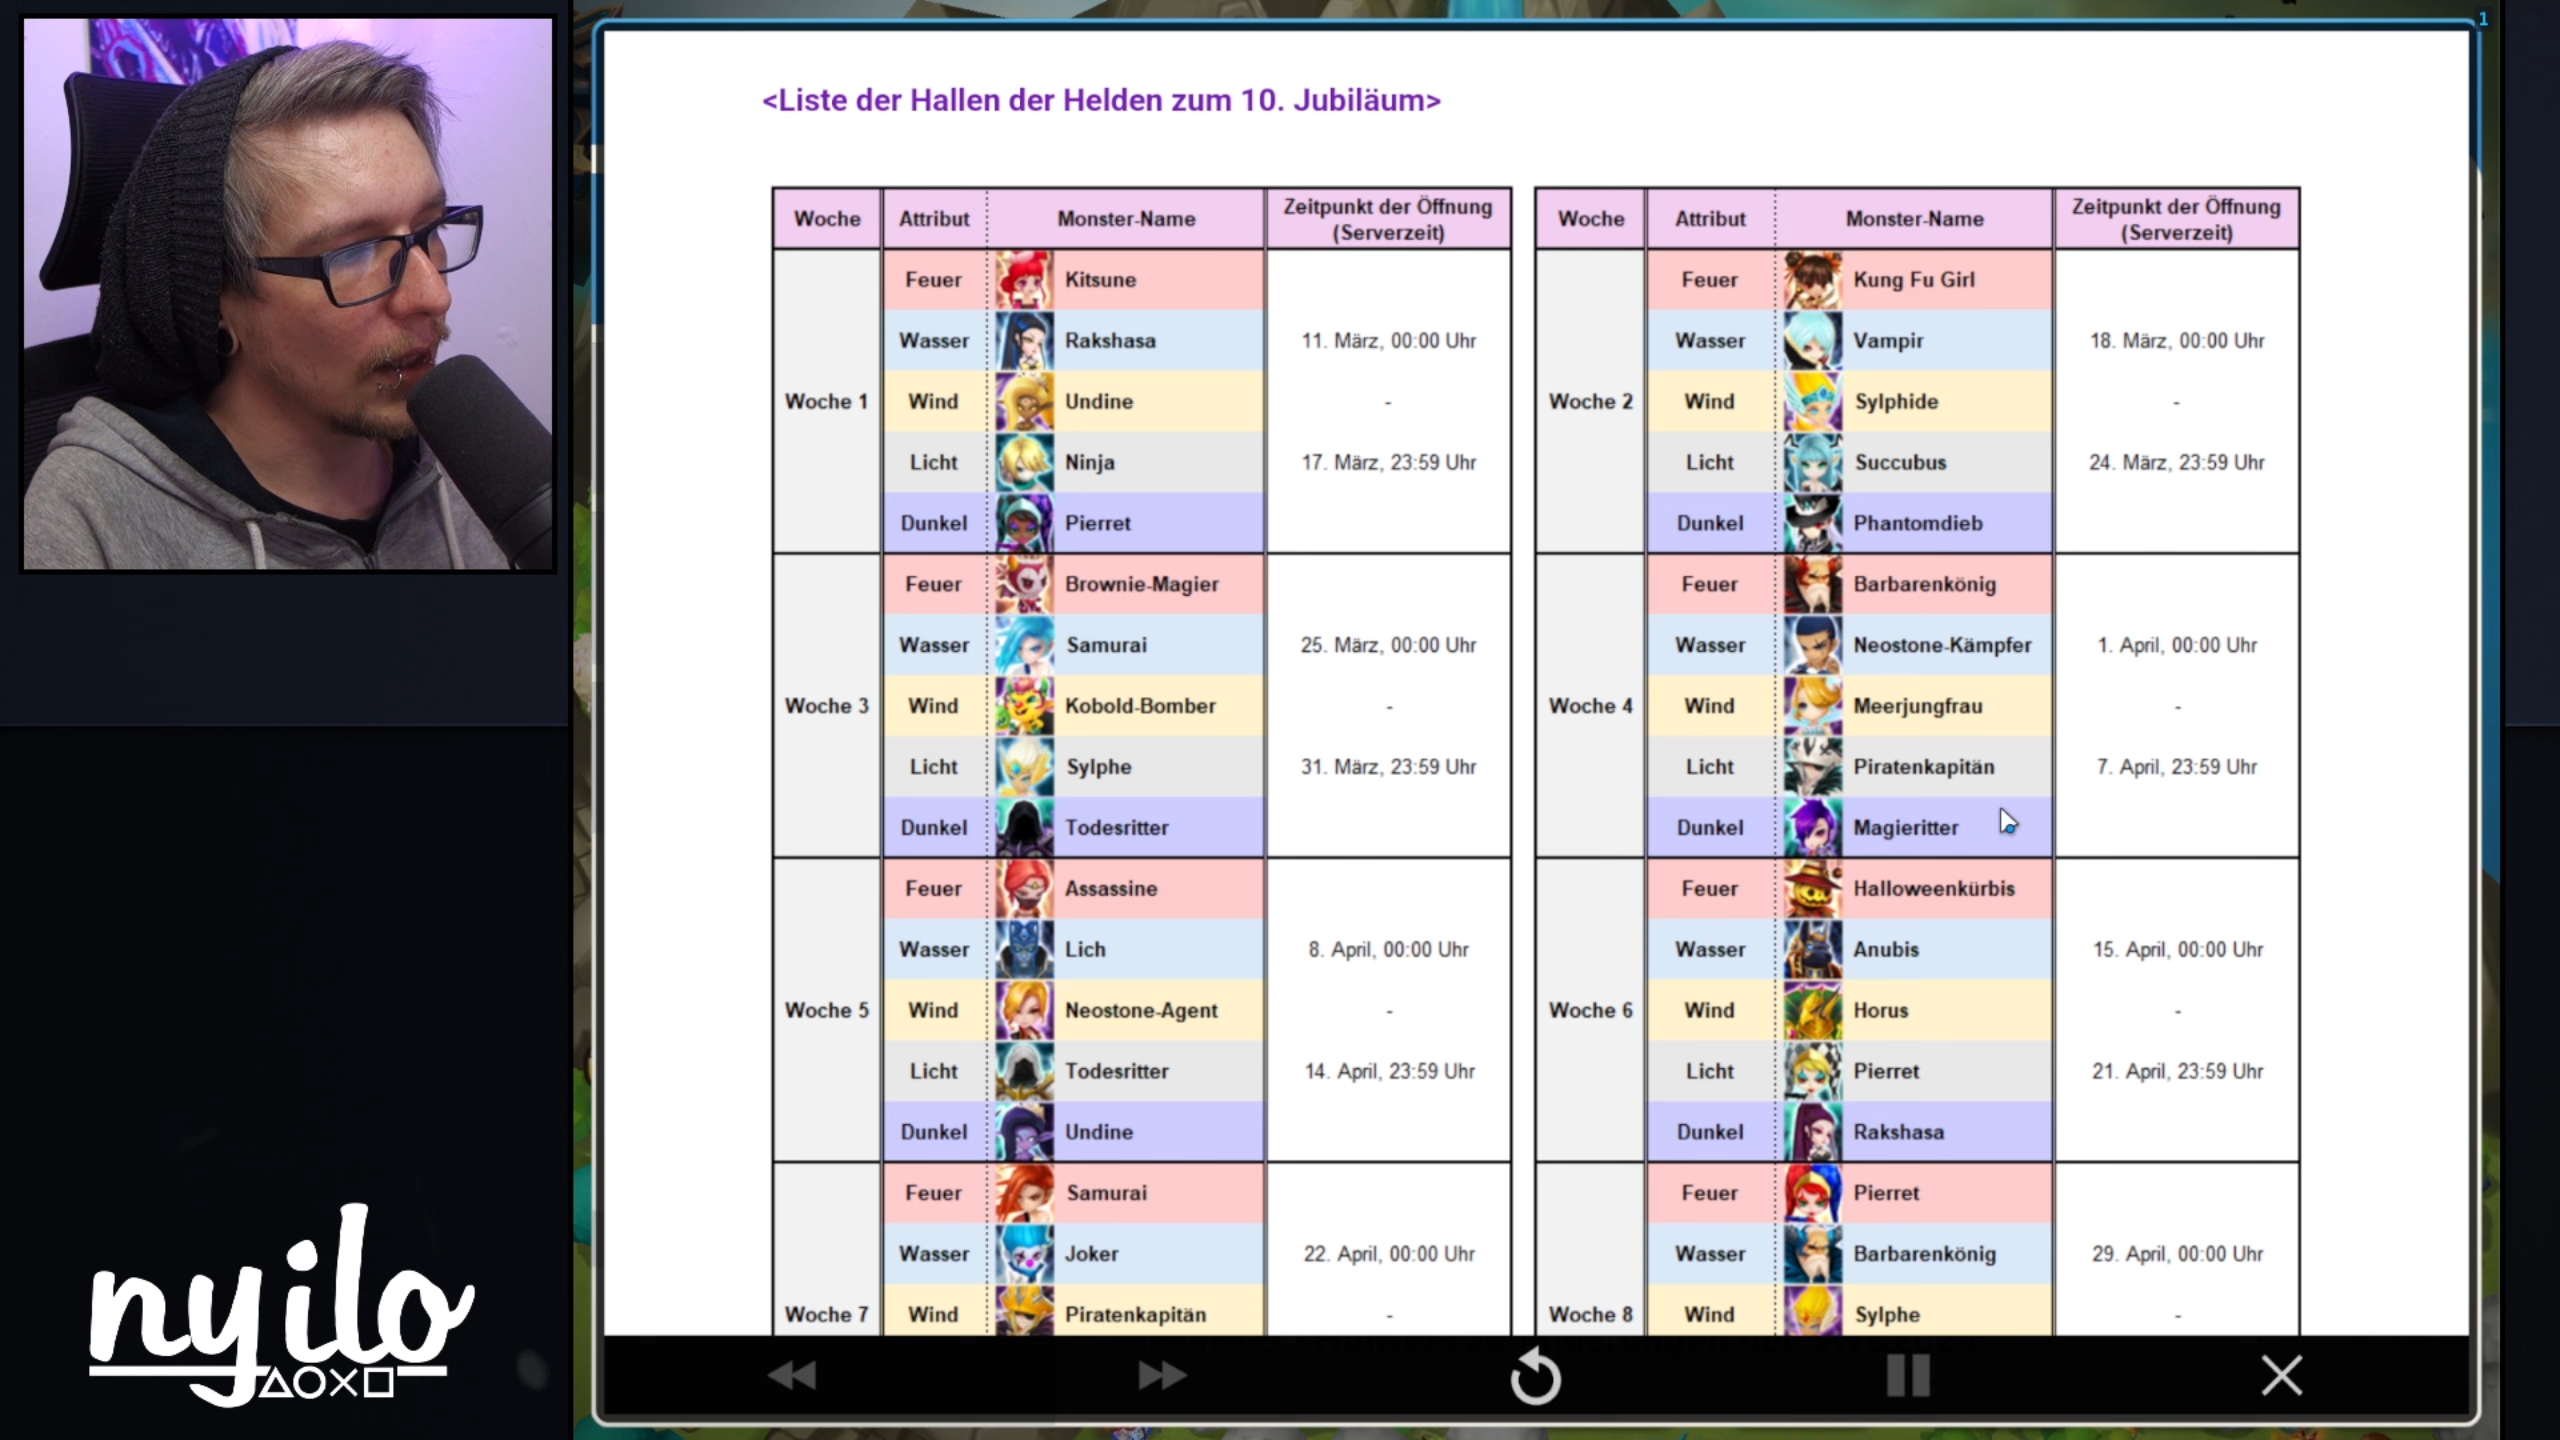 1
<Liste der Hallen der Helden zum 10. Jubiläum>
Woche Attribut Monster-Name Zeitpunkt der Öffnung (Serverzeit)
Woche 1
Feuer Kitsune
Wasser Rakshasa
Wind Undine
Licht Ninja
Dunkel Pierret
11. März, 00:00 Uhr
-
17. März, 23:59 Uhr
Woche 3
Feuer Brownie-Magier
Wasser Samurai
Wind Kobold-Bomber
Licht Sylphe
Dunkel Todesritter
25. März, 00:00 Uhr
-
31. März, 23:59 Uhr
Woche 5
Feuer Assassine
Wasser Lich
Wind Neostone-Agent
Licht Todesritter
Dunkel Undine
8. April, 00:00 Uhr
-
14. April, 23:59 Uhr
Woche 7
Feuer Samurai
Wasser Joker
Wind Piratenkapitän
22. April, 00:00 Uhr
-
Woche Attribut Monster-Name Zeitpunkt der Öffnung (Serverzeit)
Woche 2
Feuer Kung Fu Girl
Wasser Vampir
Wind Sylphide
Licht Succubus
Dunkel Phantomdieb
18. März, 00:00 Uhr
-
24. März, 23:59 Uhr
Woche 4
Feuer Barbarenkönig
Wasser Neostone-Kämpfer
Wind Meerjungfrau
Licht Piratenkapitän
Dunkel Magieritter
1. April, 00:00 Uhr
-
7. April, 23:59 Uhr
Woche 6
Feuer Halloweenkürbis
Wasser Anubis
Wind Horus
Licht Pierret
Dunkel Rakshasa
15. April, 00:00 Uhr
-
21. April, 23:59 Uhr
Woche 8
Feuer Pierret
Wasser Barbarenkönig
Wind Sylphe
29. April, 00:00 Uhr
-
nyilo